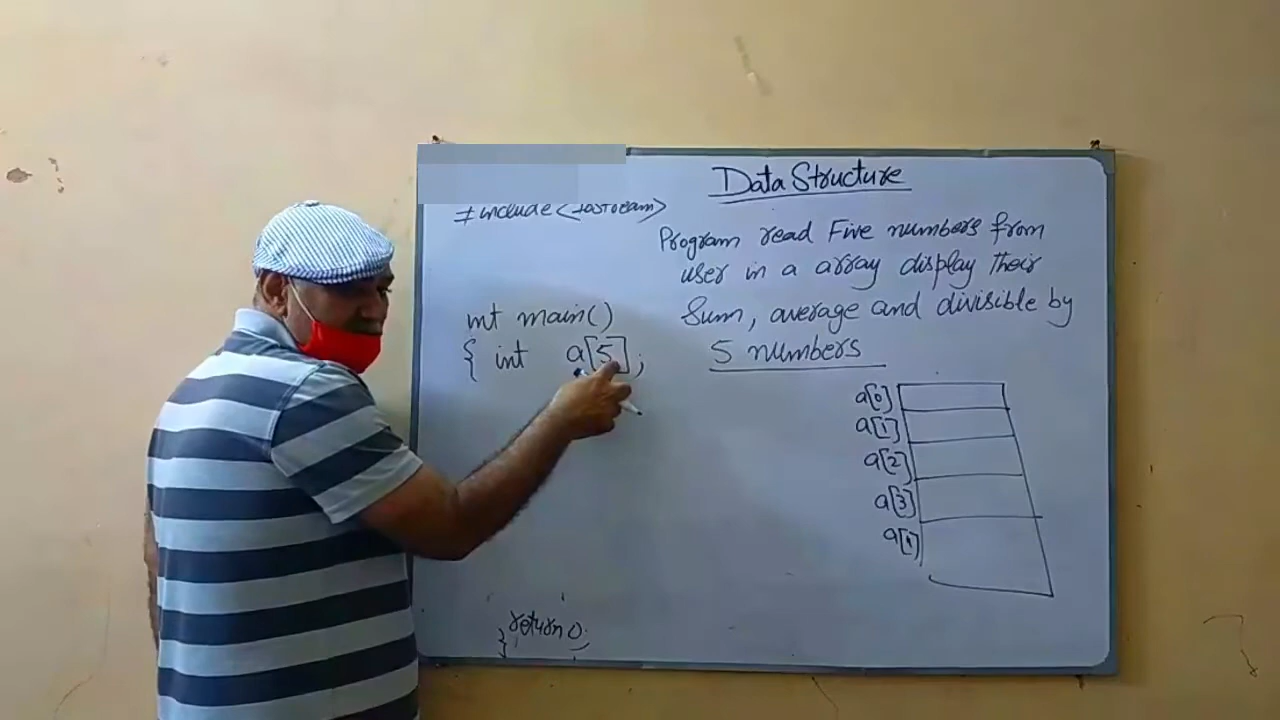 Data Structure
#include<iostream>
Program read Five numbers from
user in a array display their
Sum, average and divisible by
5 numbers
int main()
{ int a[5];
a[0]
a[1]
a[2]
a[3]
a[4]
return 0;
}